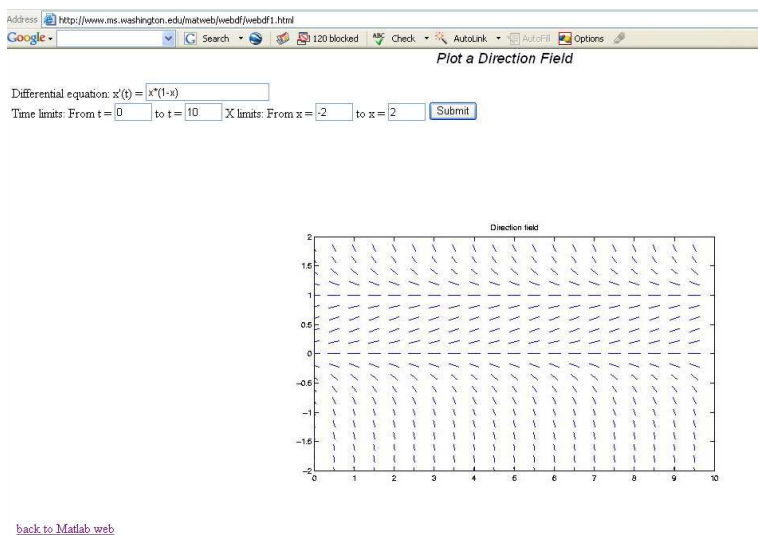 Address http://www.ms.washington.edu/matweb/webdf/webdf1.html
Google Search 120 blocked ABC Check AutoLink AutoFill Options
Plot a Direction Field
Differential equation: x'(t) = x*(1-x)
Time limits: From t = 0 to t = 10 X limits: From x = -2 to x = 2 Submit
Direction field
2
1.5
1
0.5
0
−0.5
−1
−1.5
−2
0 1 2 3 4 5 6 7 8 9 10
back to Matlab web